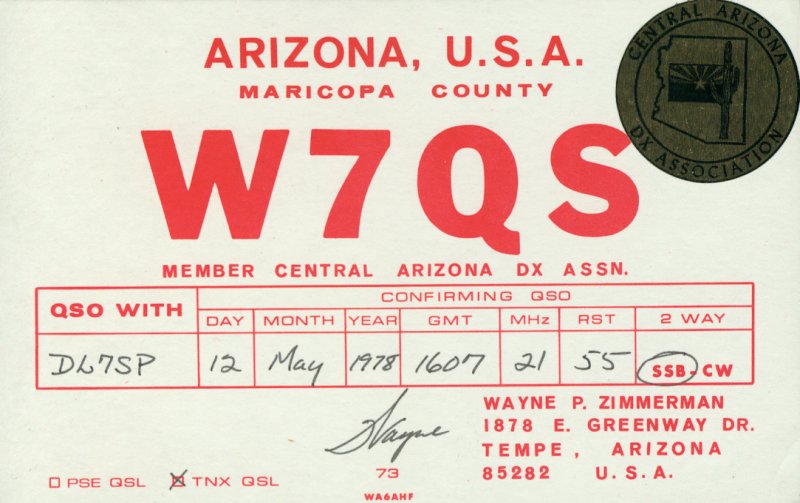 ARIZONA, U.S.A.
MARICOPA COUNTY
CENTRAL ARIZONA
DX ASSOCIATION
W7QS
MEMBER CENTRAL ARIZONA DX ASSN.
QSO WITH
CONFIRMING QSO
DAY MONTH YEAR GMT MHz RST 2 WAY
DL7SP 12 May 1978 1607 21 55 SSB-CW
Wayne
WAYNE P. ZIMMERMAN
1878 E. GREENWAY DR.
TEMPE, ARIZONA
85282 U.S.A.
PSE QSL TNX QSL 73
WA6AHF